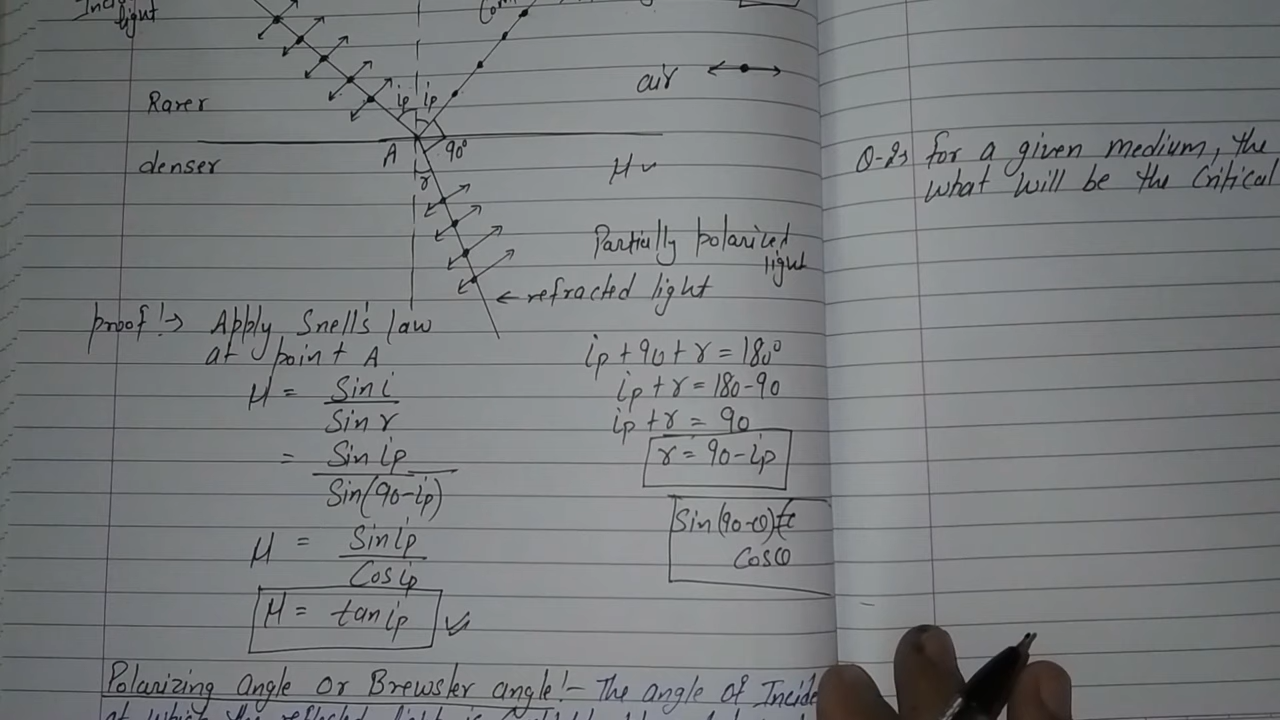 light
Rarer
ip ip
air
A
90°
denser
r
μ
Partially polarized
light
← refracted light
Proof!→ Apply Snell's law
at point A
μ = Sin i
Sin r
= Sin ip
Sin(90-ip)
μ = Sin ip
Cos ip
μ = tan ip
ip + 90 + r = 180°
ip + r = 180-90
ip + r = 90
r = 90-ip
Sin(90-θ)
Cosθ
Polarizing angle or Brewster angle!- The angle of
Q-2) for a given medium, the
what will be the Critical